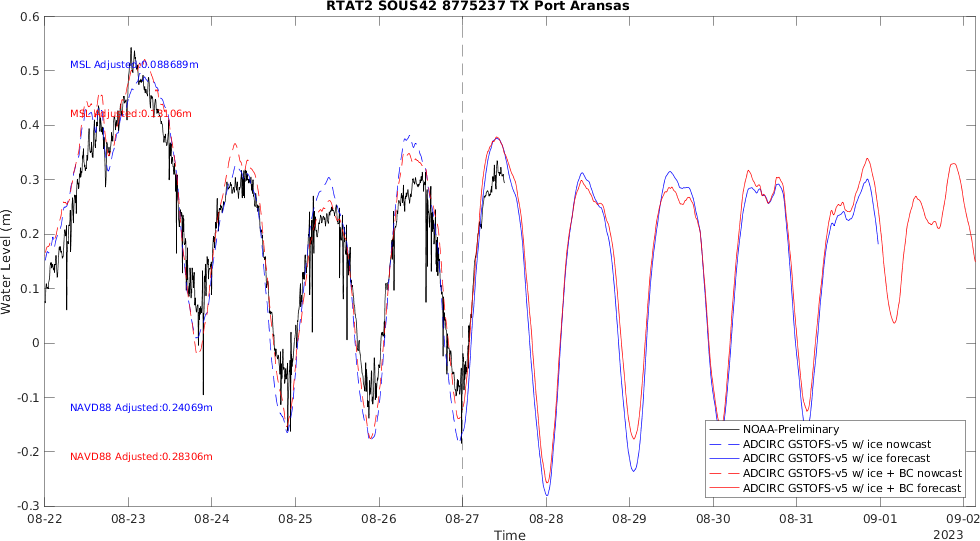 RTAT2 SOUS42 8775237 TX Port Aransas
0.6
0.5
0.4
0.3
0.2
0.1
0
-0.1
-0.2
-0.3
Water Level (m)
MSL Adjusted:0.088689m
MSL Adjusted:0.13106m
NAVD88 Adjusted:0.24069m
NAVD88 Adjusted:0.28306m
NOAA-Preliminary
ADCIRC GSTOFS-v5 w/ ice nowcast
ADCIRC GSTOFS-v5 w/ ice forecast
ADCIRC GSTOFS-v5 w/ ice + BC nowcast
ADCIRC GSTOFS-v5 w/ ice + BC forecast
08-22 08-23 08-24 08-25 08-26 08-27 08-28 08-29 08-30 08-31 09-01 09-02
Time
2023